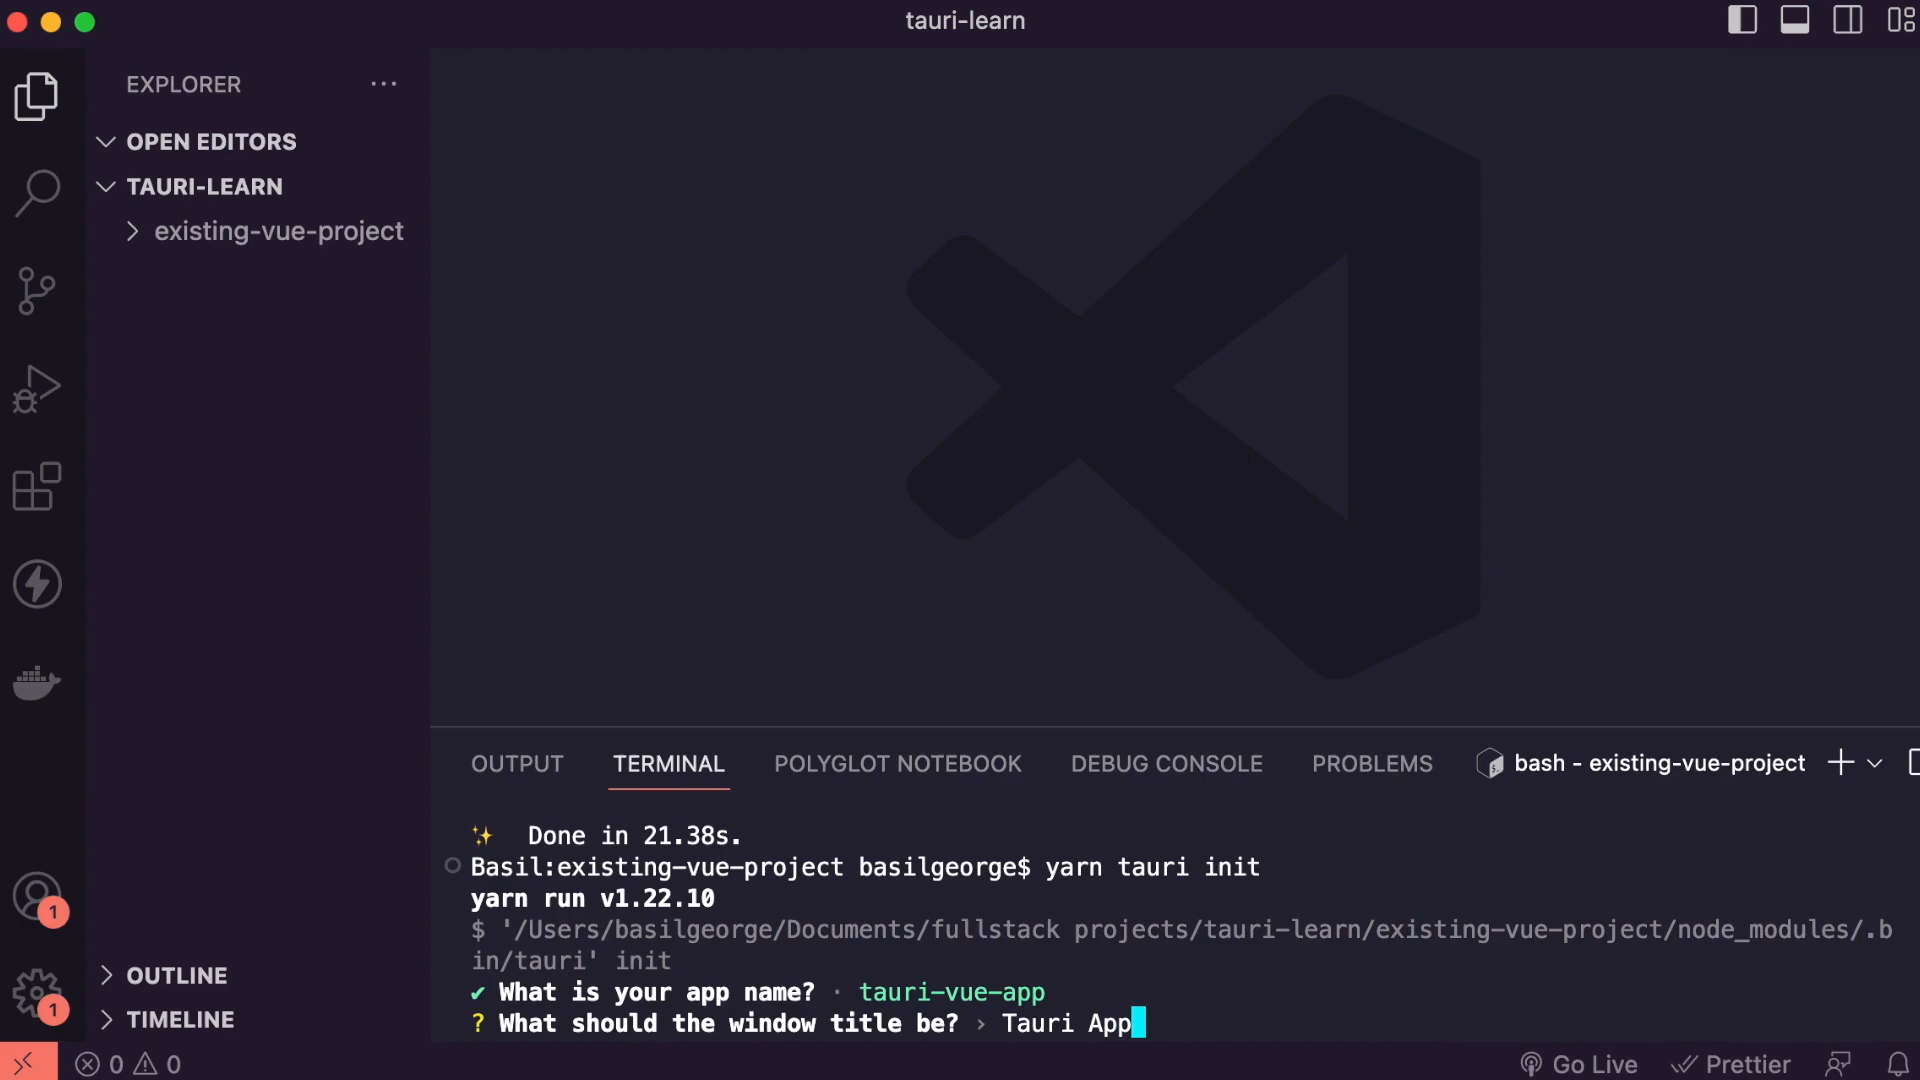 tauri-learn
EXPLORER
OPEN EDITORS
TAURI-LEARN
existing-vue-project
OUTPUT
TERMINAL
POLYGLOT NOTEBOOK
DEBUG CONSOLE
PROBLEMS
bash - existing-vue-project
✨ Done in 21.38s.
Basil:existing-vue-project basilgeorge$ yarn tauri init
yarn run v1.22.10
$ '/Users/basilgeorge/Documents/fullstack projects/tauri-learn/existing-vue-project/node_modules/.b
in/tauri' init
✔ What is your app name? · tauri-vue-app
? What should the window title be? › Tauri App
1
1
OUTLINE
TIMELINE
0
0
Go Live
Prettier